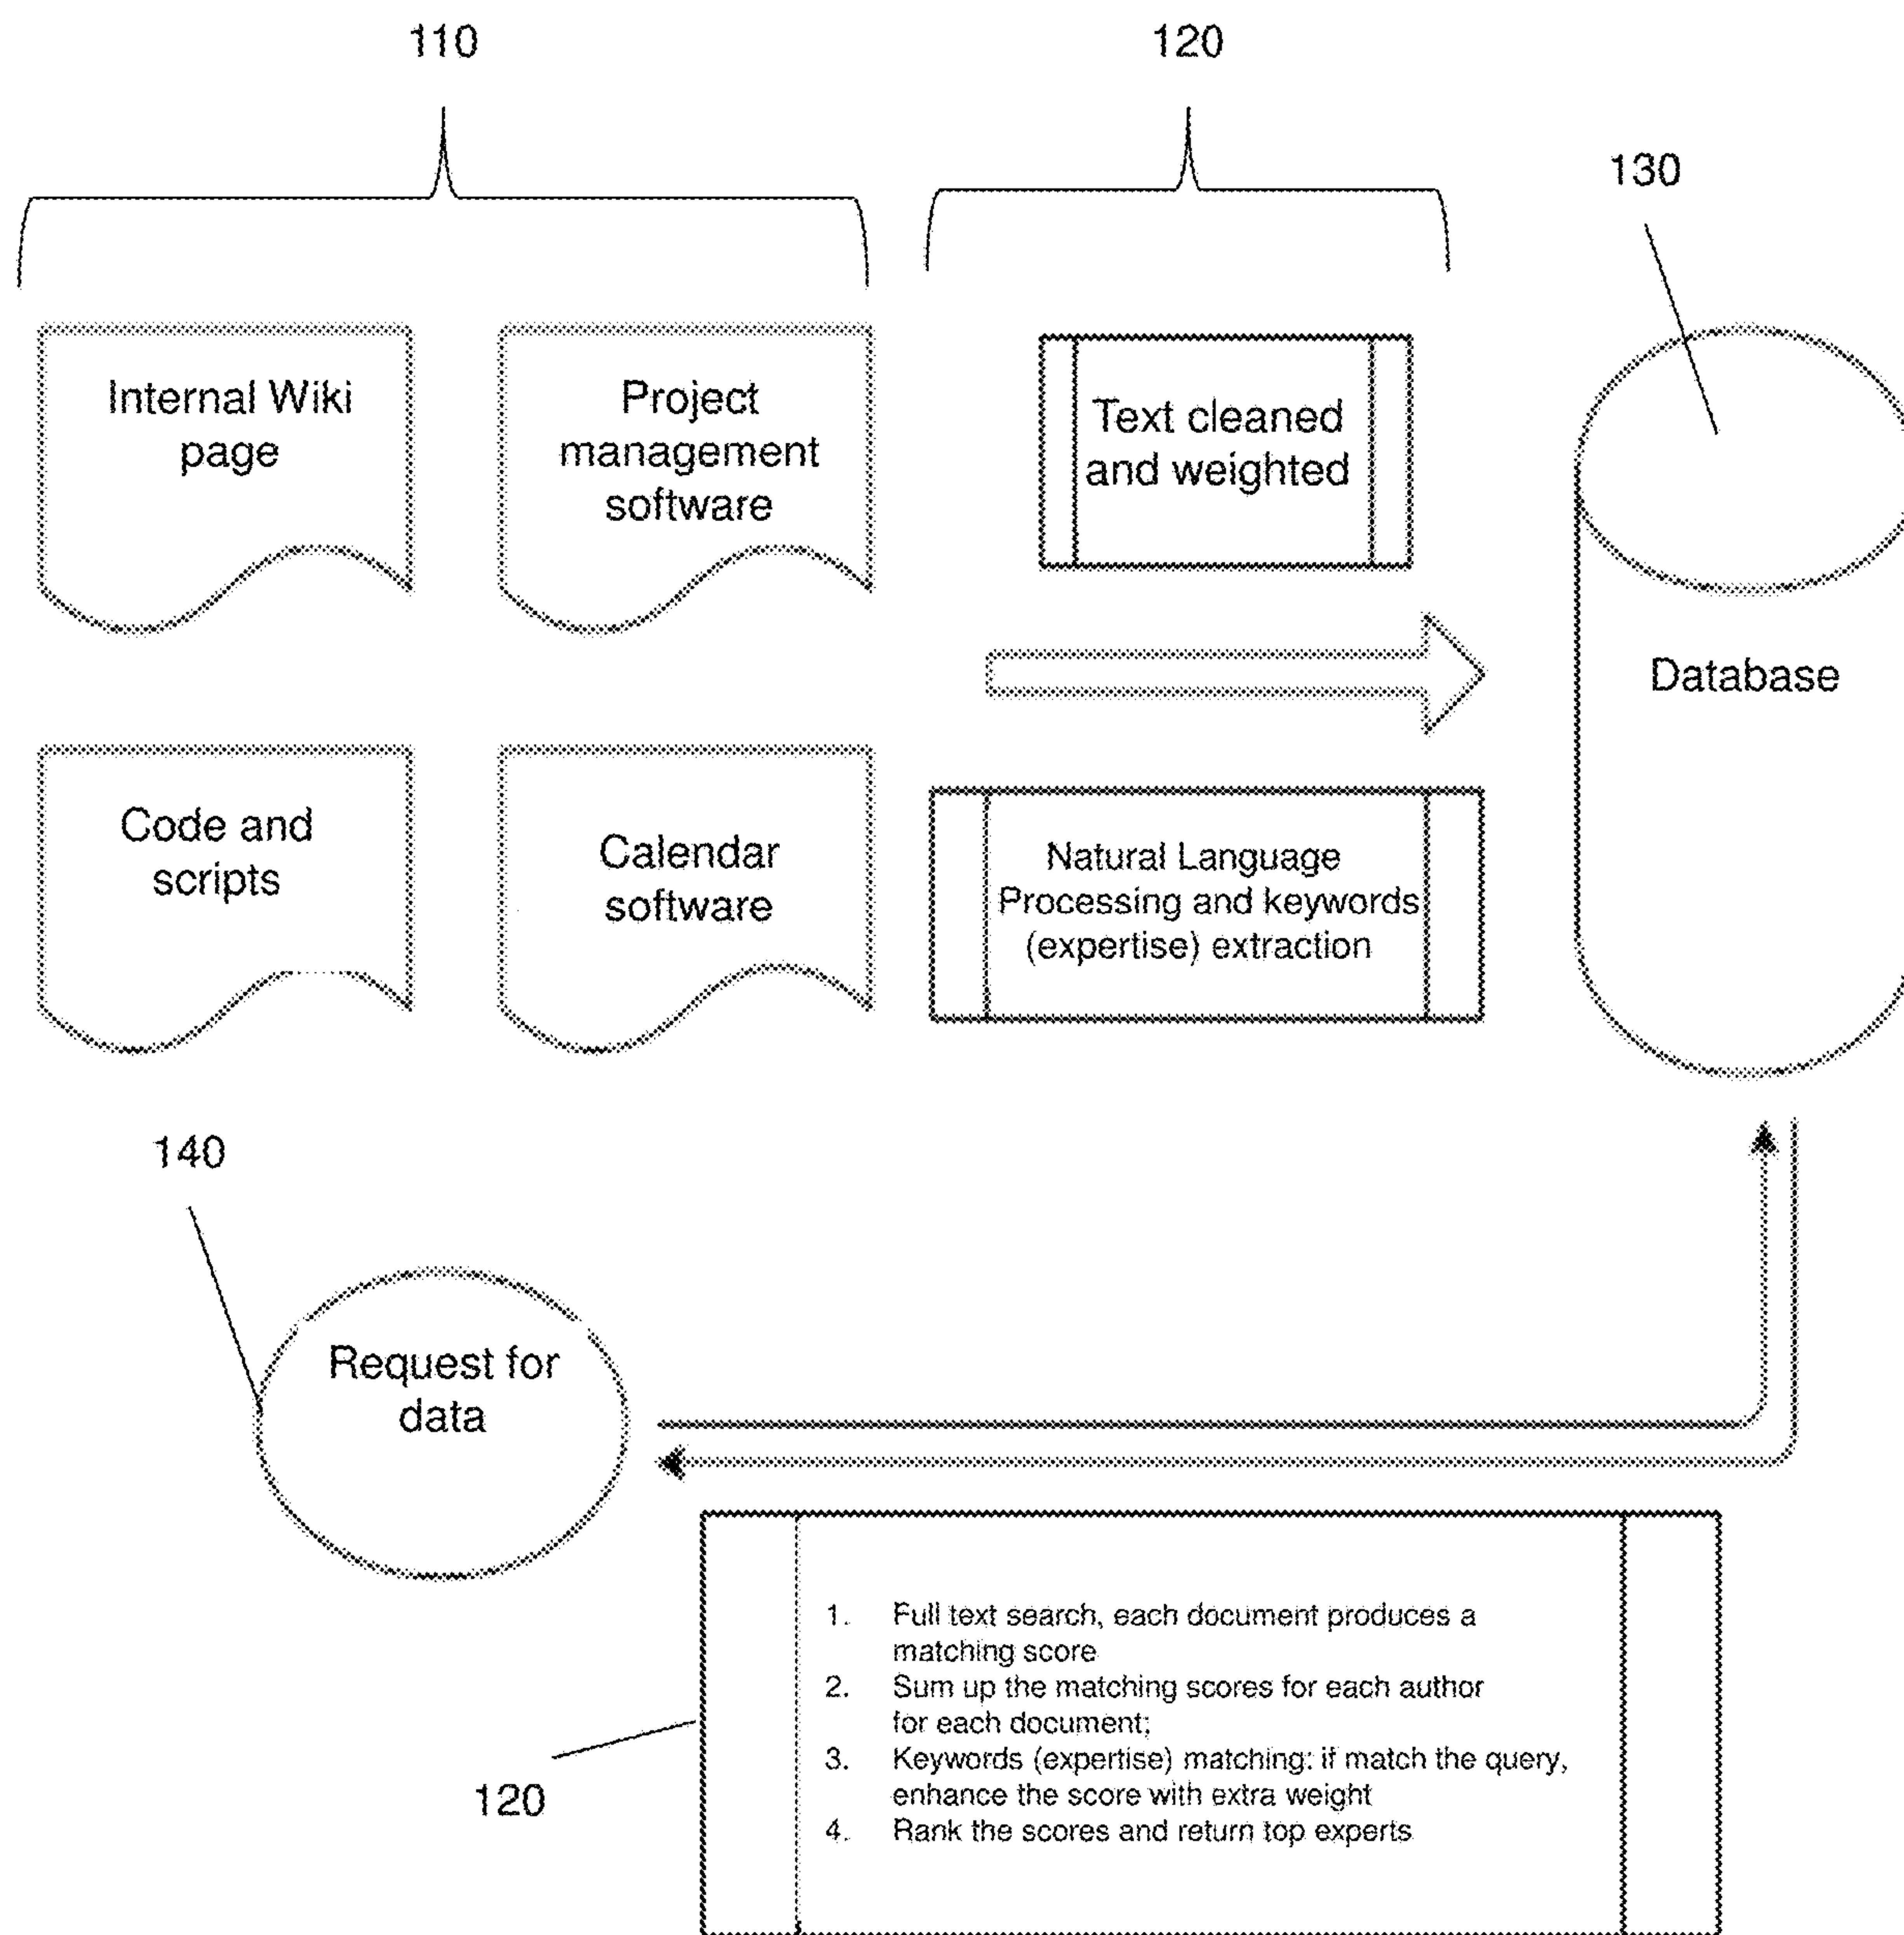 110
120
130
Internal Wiki
page
Project
management
software
Text cleaned
and weighted
Database
Code and
scripts
Calendar
software
Natural Language
Processing and keywords
(expertise) extraction
140
Request for
data
1. Full text search, each document produces a
matching score
2. Sum up the matching scores for each author
for each document;
3. Keywords (expertise) matching: if match the query,
enhance the score with extra weight
4. Rank the scores and return top experts
120